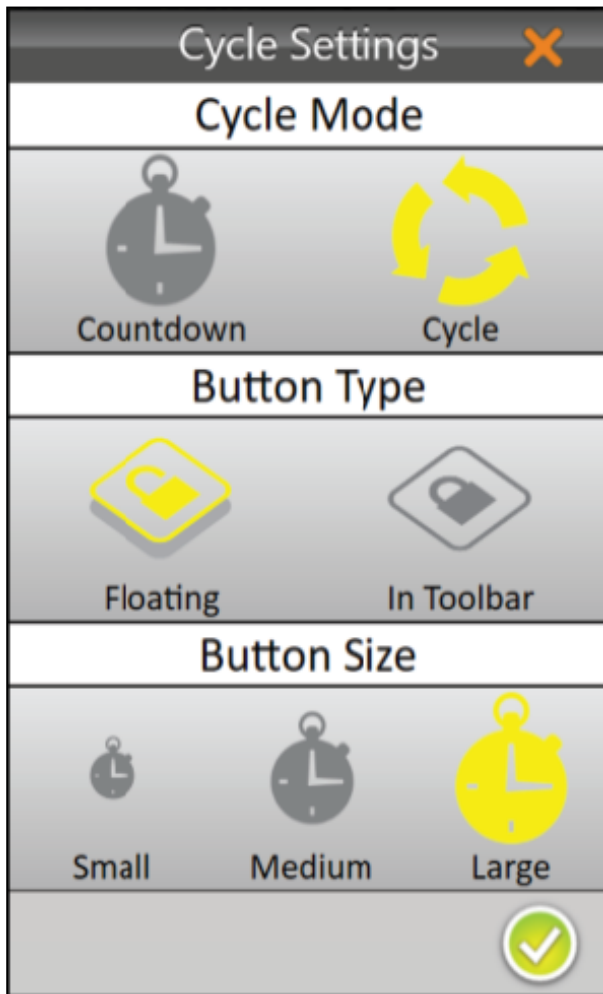 Cycle Settings
Cycle Mode
Countdown Cycle
Button Type
Floating In Toolbar
Button Size
Small Medium Large